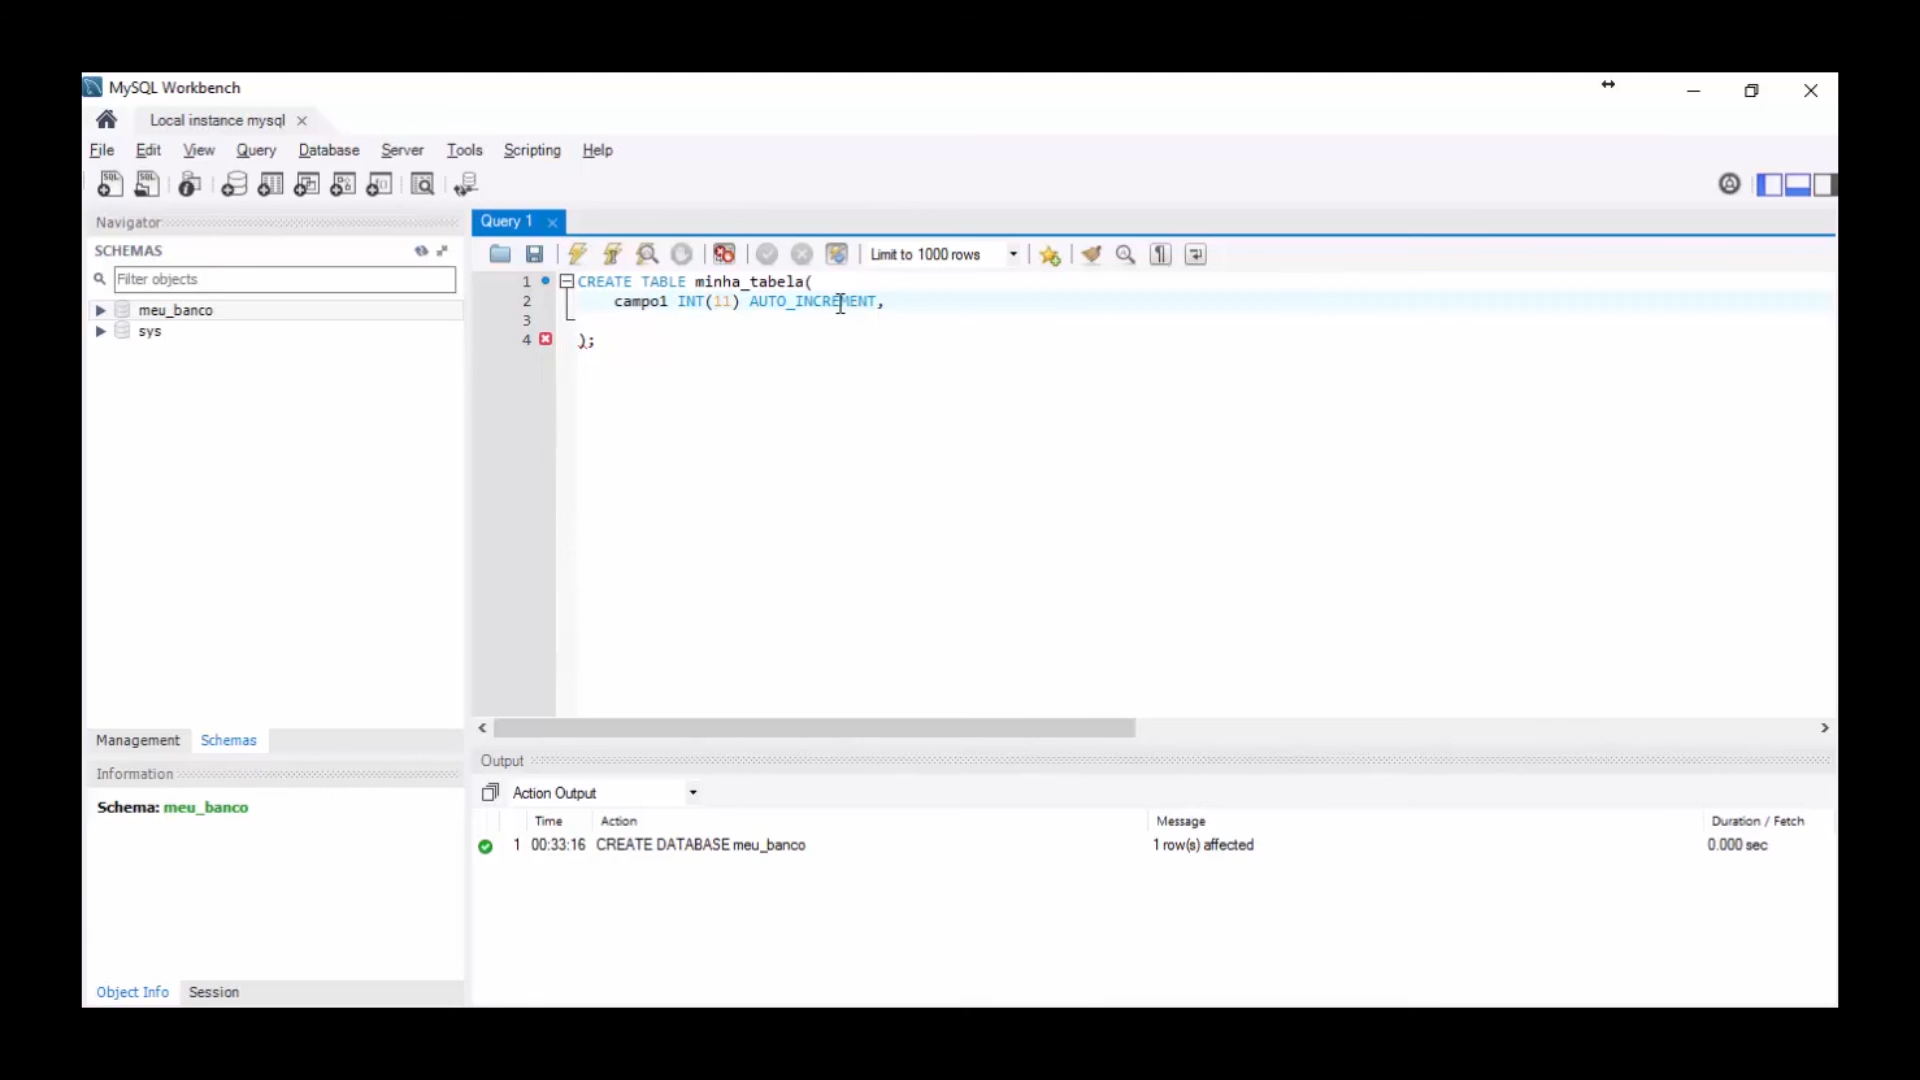 MySQL Workbench
Local instance mysql
File Edit View Query Database Server Tools Scripting Help
Navigator
SCHEMAS
Filter objects
meu_banco
sys
Management Schemas
Information
Schema: meu_banco
Object Info Session
Query 1
Limit to 1000 rows
1 CREATE TABLE minha_tabela(
2 campo1 INT(11) AUTO_INCREMENT,
3
4 );
Output
Action Output
Time Action Message Duration / Fetch
1 00:33:16 CREATE DATABASE meu_banco 1 row(s) affected 0.000 sec